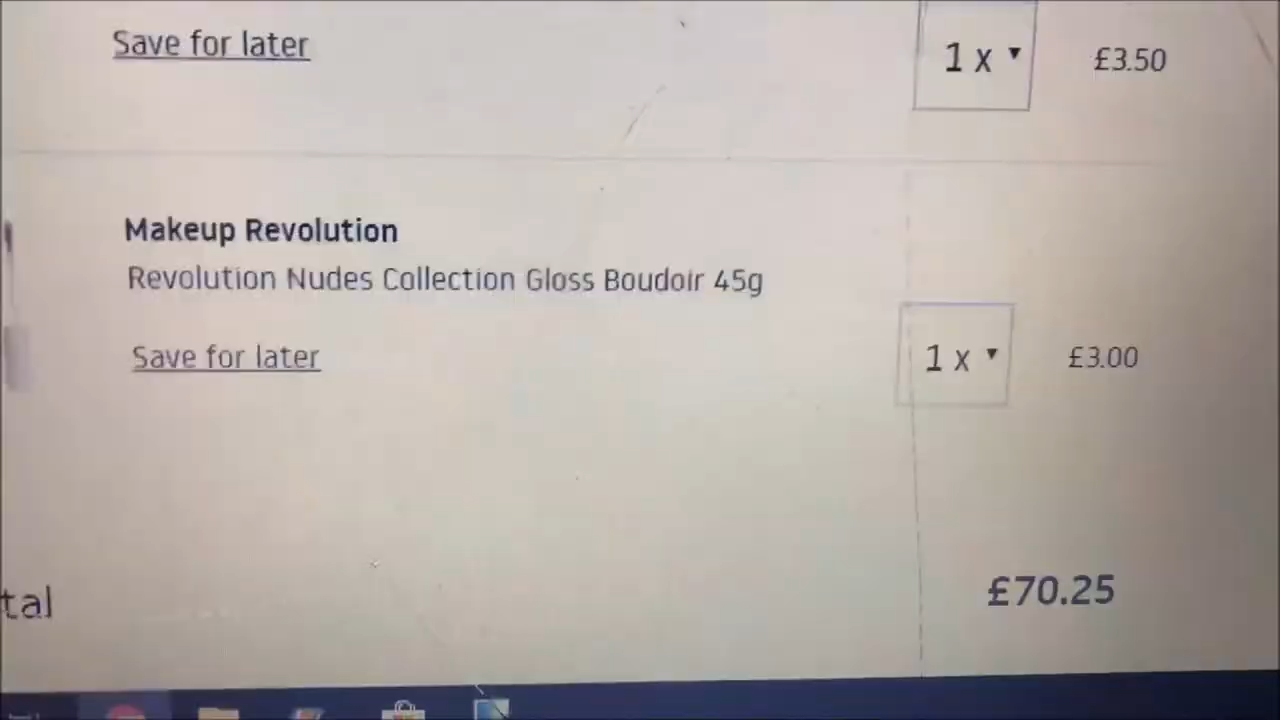 Save for later
1 x
£3.50
Makeup Revolution
Revolution Nudes Collection Gloss Boudoir 45g
Save for later
1 x
£3.00
tal
£70.25